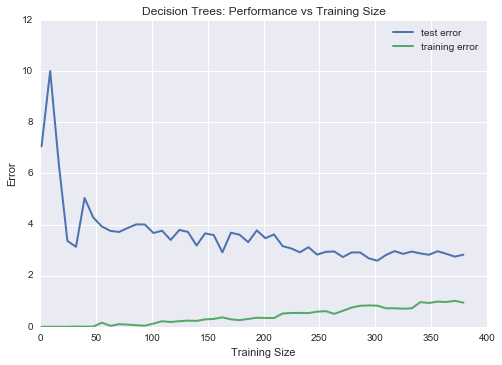 Decision Trees: Performance vs Training Size
test error
training error
Error
12
10
8
6
4
2
0
0 50 100 150 200 250 300 350 400
Training Size